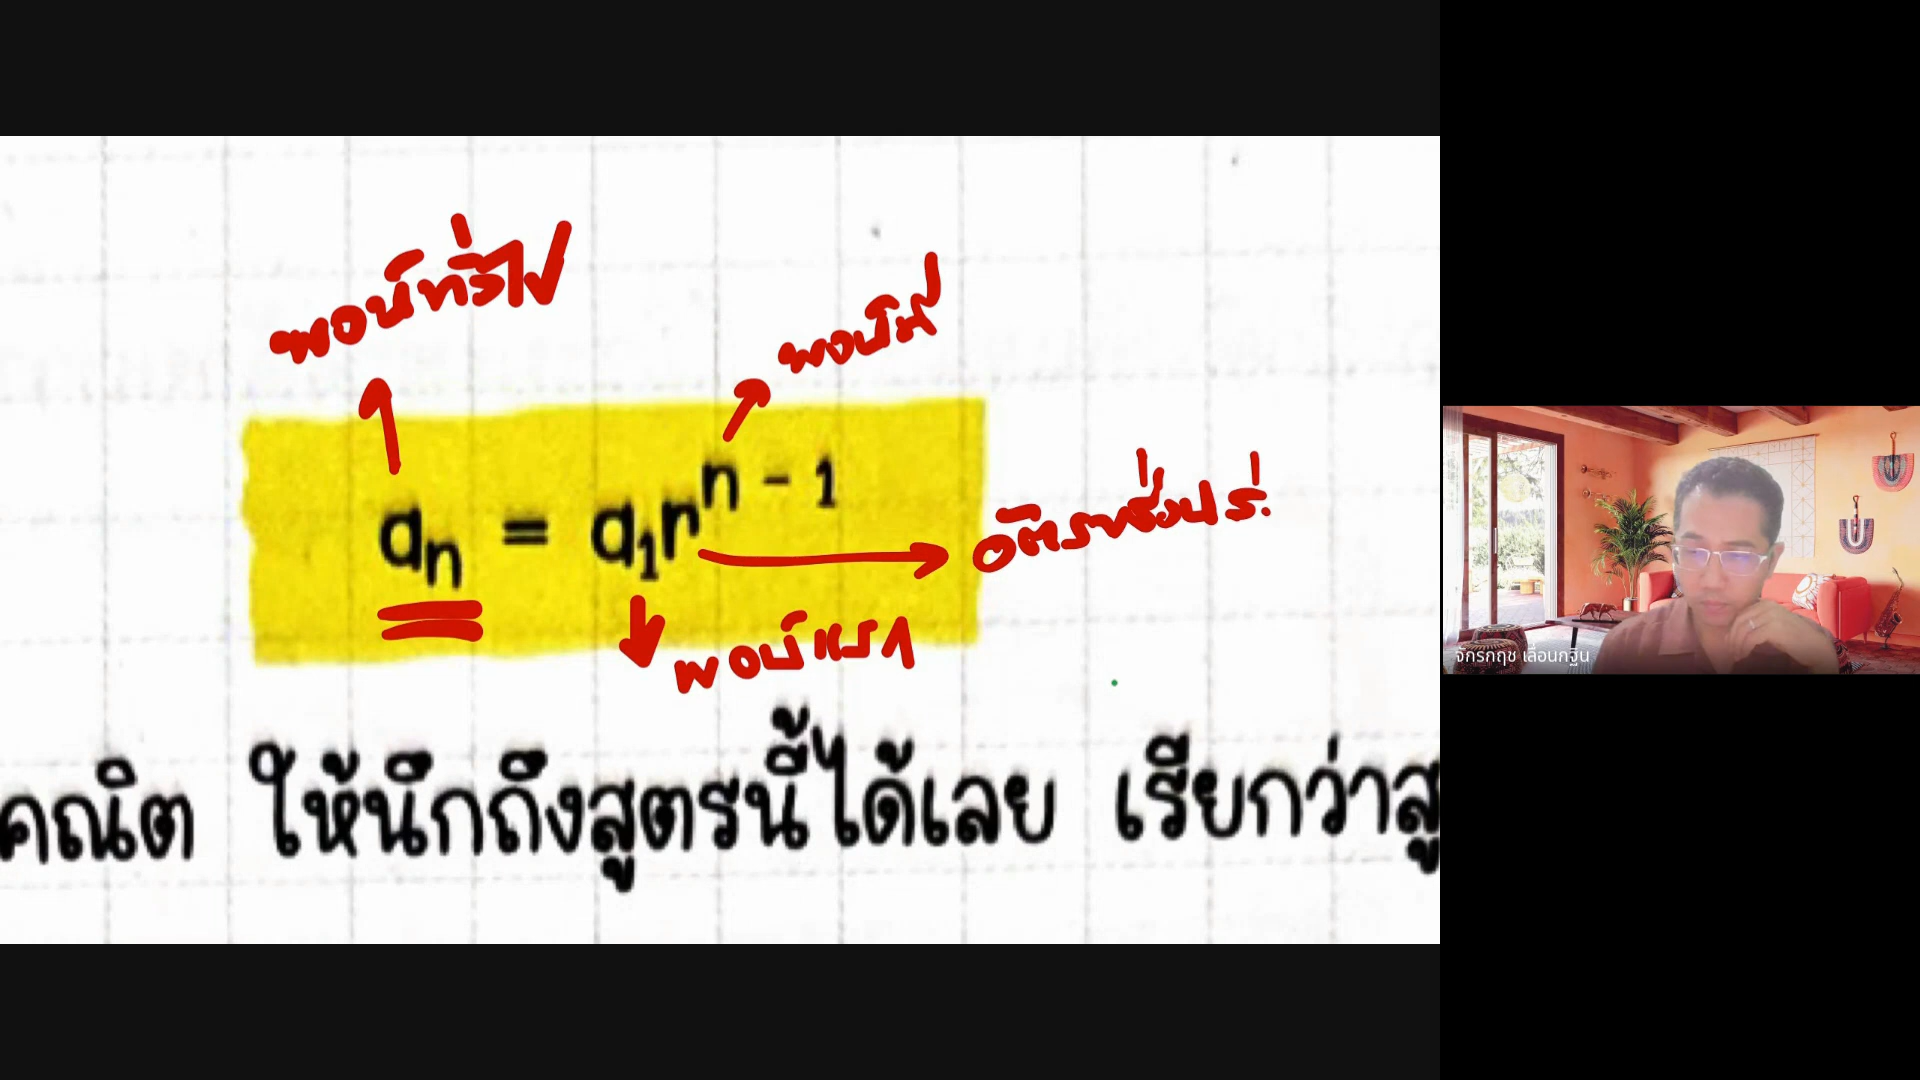 พจน์ทั่วไป
พจน์ที่
aₙ = a₁rⁿ⁻¹
อัตราส่วนร่
พจน์แรก
คณิต ให้นึกถึงสูตรนี้ได้เลย เรียกว่าสู
จักรกฤช เลื่อนกฐิน